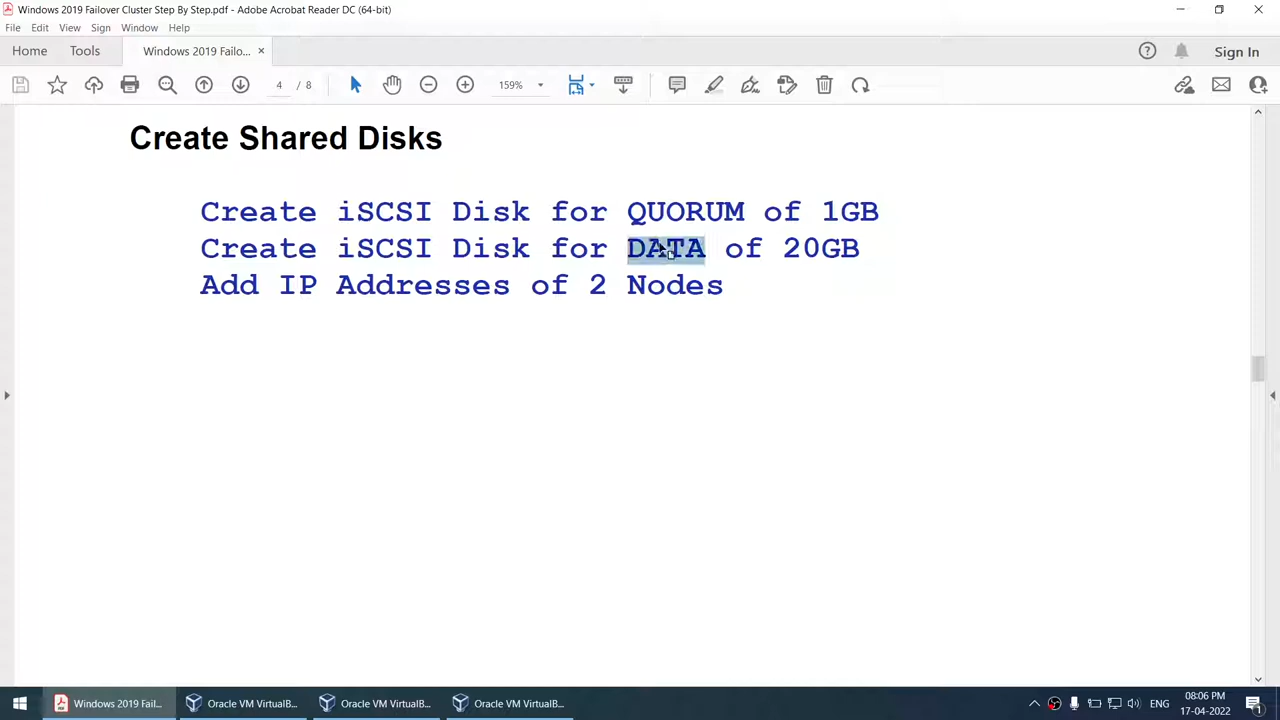 Windows 2019 Failover Cluster Step By Step.pdf - Adobe Acrobat Reader DC (64-bit)
File Edit View Sign Window Help
Home Tools Windows 2019 Failo... × Sign In
4 / 8 159%
Create Shared Disks
Create iSCSI Disk for QUORUM of 1GB
Create iSCSI Disk for DATA of 20GB
Add IP Addresses of 2 Nodes
Windows 2019 Fail... Oracle VM VirtualB... Oracle VM VirtualB... Oracle VM VirtualB... ENG 08:06 PM
17-04-2022